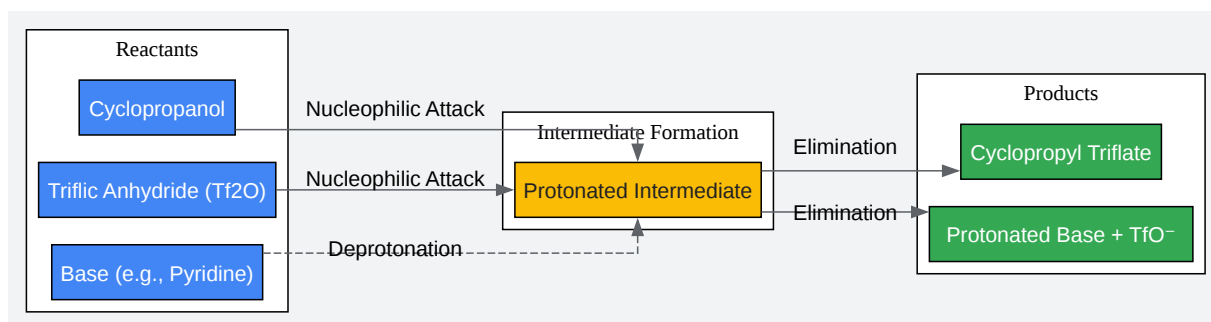 Reactants
Cyclopropanol
Triflic Anhydride (Tf2O)
Base (e.g., Pyridine)
Nucleophilic Attack
Nucleophilic Attack
Deprotonation
Intermediate Formation
Protonated Intermediate
Elimination
Elimination
Products
Cyclopropyl Triflate
Protonated Base + TfO⁻